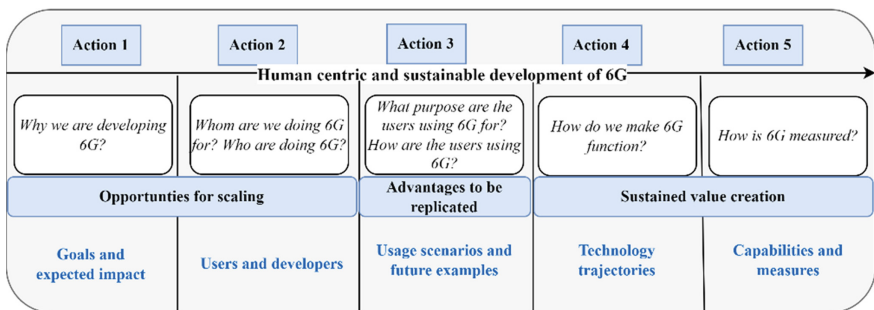 Action 1
Action 2
Action 3
Action 4
Action 5
Human centric and sustainable development of 6G
Why we are developing
6G?
Whom are we doing 6G
for? Who are doing 6G?
What purpose are the
users using 6G for?
How are the users using
6G?
How do we make 6G
function?
How is 6G measured?
Opportunties for scaling
Advantages to be
replicated
Sustained value creation
Goals and
expected impact
Users and developers
Usage scenarios and
future examples
Technology
trajectories
Capabilities and
measures